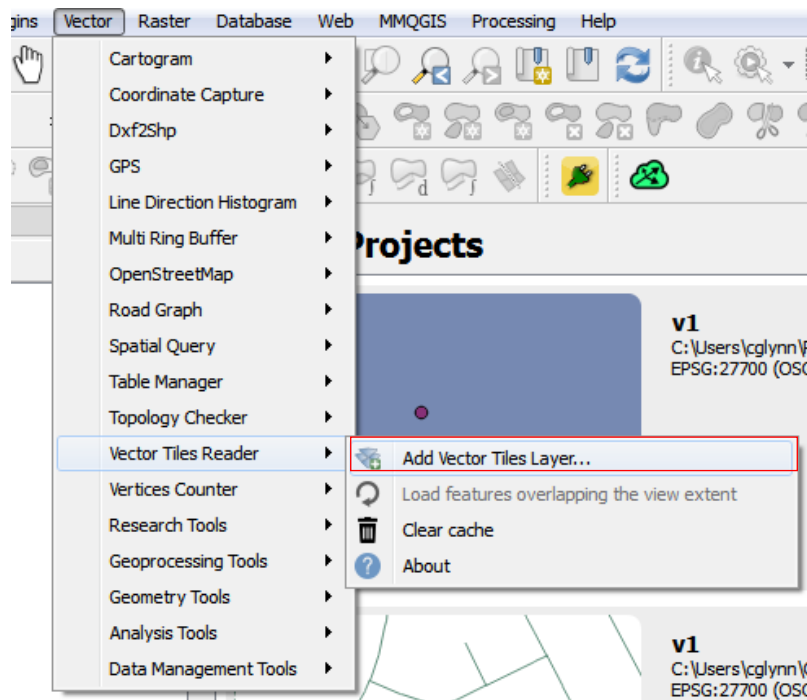 Vector Raster Database Web MMQGIS Processing Help
Cartogram
Coordinate Capture
Dxf2Shp
GPS
Line Direction Histogram
Multi Ring Buffer
OpenStreetMap
Road Graph
Spatial Query
Table Manager
Topology Checker
Vector Tiles Reader
Vertices Counter
Research Tools
Geoprocessing Tools
Geometry Tools
Analysis Tools
Data Management Tools
Add Vector Tiles Layer...
Load features overlapping the view extent
Clear cache
About
Projects
v1
C:\Users\cglynn\
EPSG:27700 (OSG
v1
C:\Users\cglynn\
EPSG:27700 (OSG